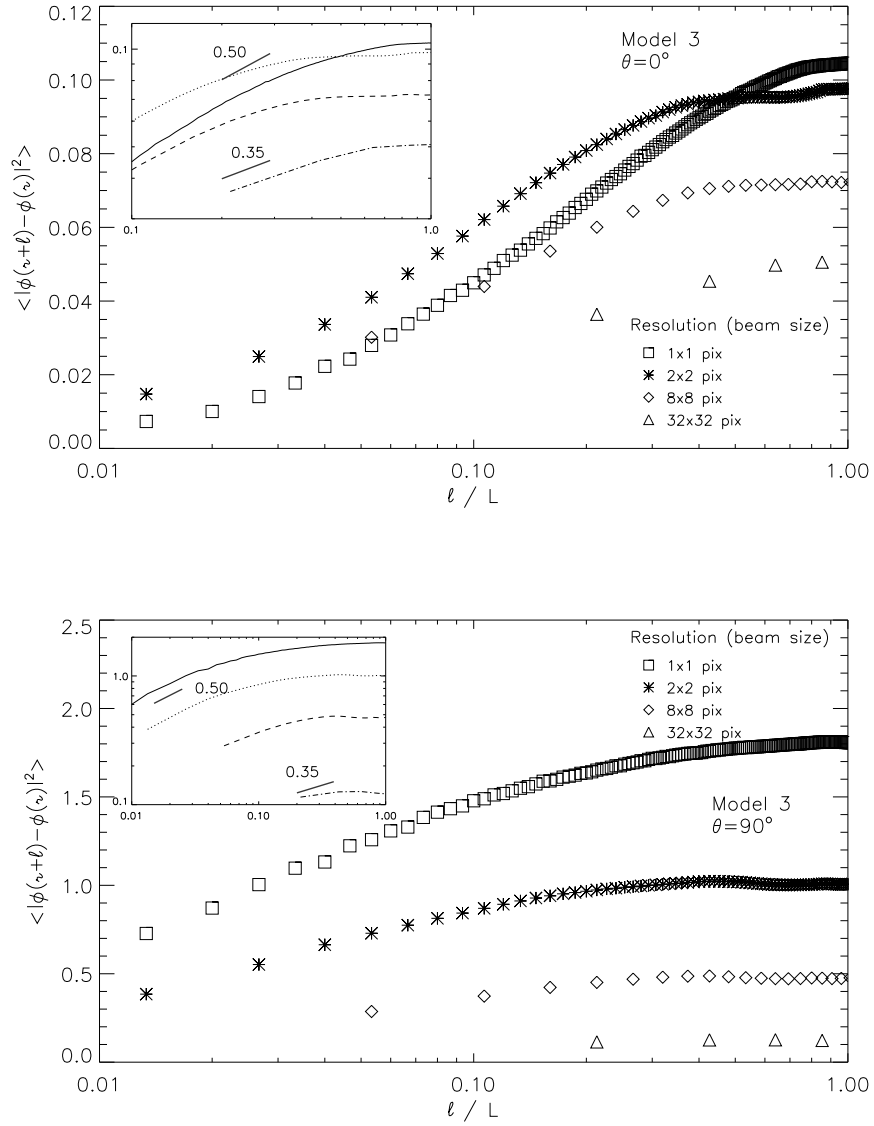 0.12
0.10
0.08
0.06
0.04
0.02
0.00
<|φ(r+ℓ)−φ(r)|²>
0.1
0.50
0.35
0.1
1.0
Model 3
θ=0°
Resolution (beam size)
1x1 pix
2x2 pix
8x8 pix
32x32 pix
0.01
0.10
1.00
ℓ / L
2.5
2.0
1.5
1.0
0.5
0.0
<|φ(r+ℓ)−φ(r)|²>
1.0
0.1
0.50
0.35
0.01
0.10
1.00
Resolution (beam size)
1x1 pix
2x2 pix
8x8 pix
32x32 pix
Model 3
θ=90°
0.01
0.10
1.00
ℓ / L